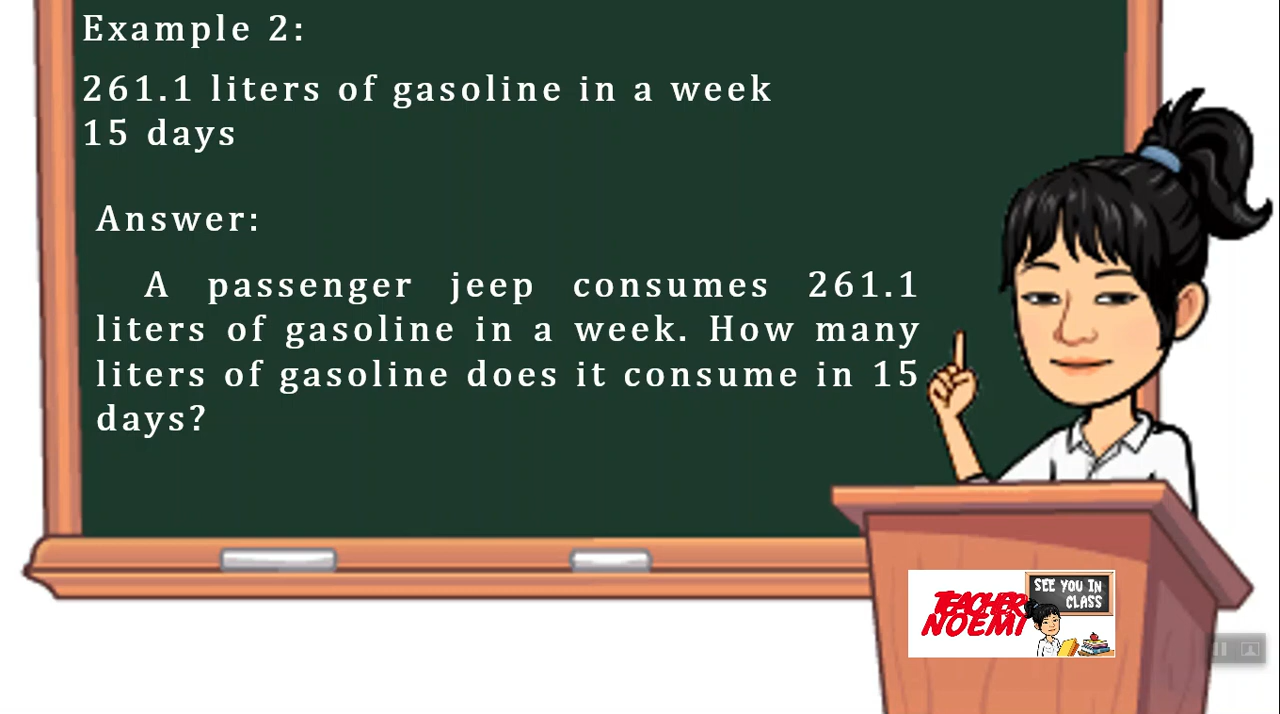 Example 2:
261.1 liters of gasoline in a week
15 days
Answer:
A passenger jeep consumes 261.1
liters of gasoline in a week. How many
liters of gasoline does it consume in 15
days?
SEE YOU IN
CLASS
TEACHER
NOEMI